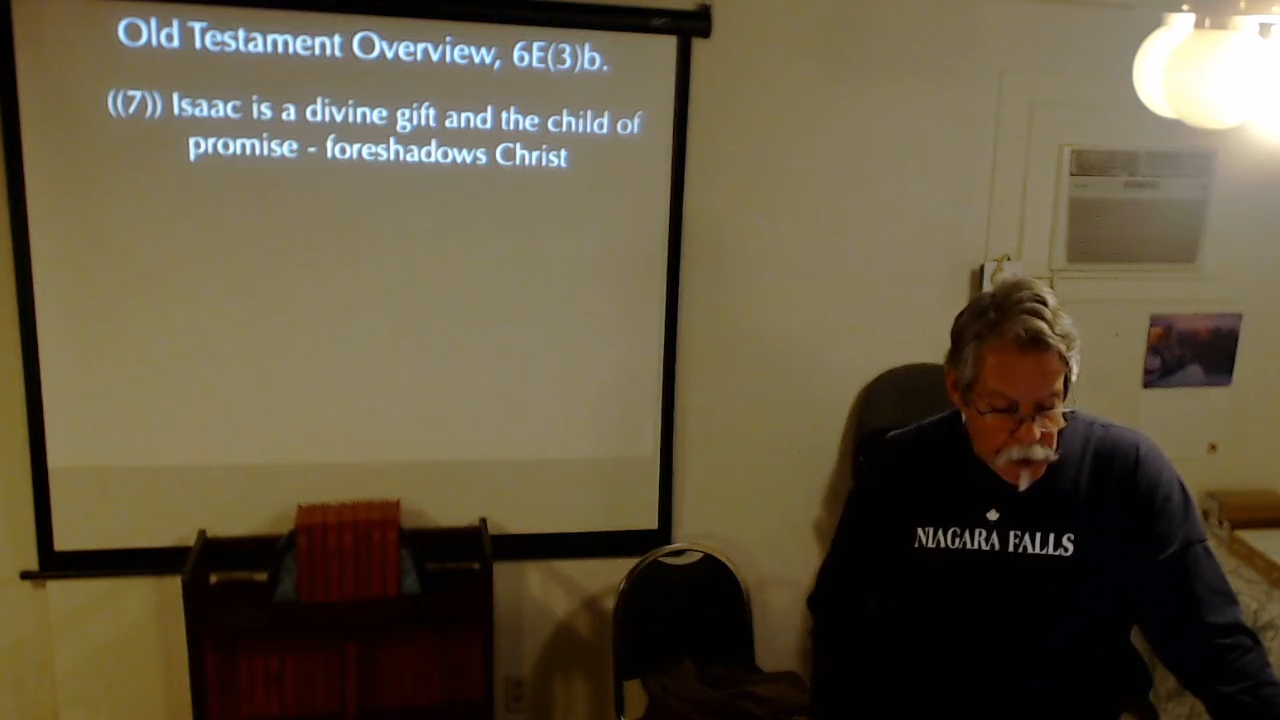 Old Testament Overview, 6E(3)b.
((7)) Isaac is a divine gift and the child of
promise - foreshadows Christ
NIAGARA FALLS